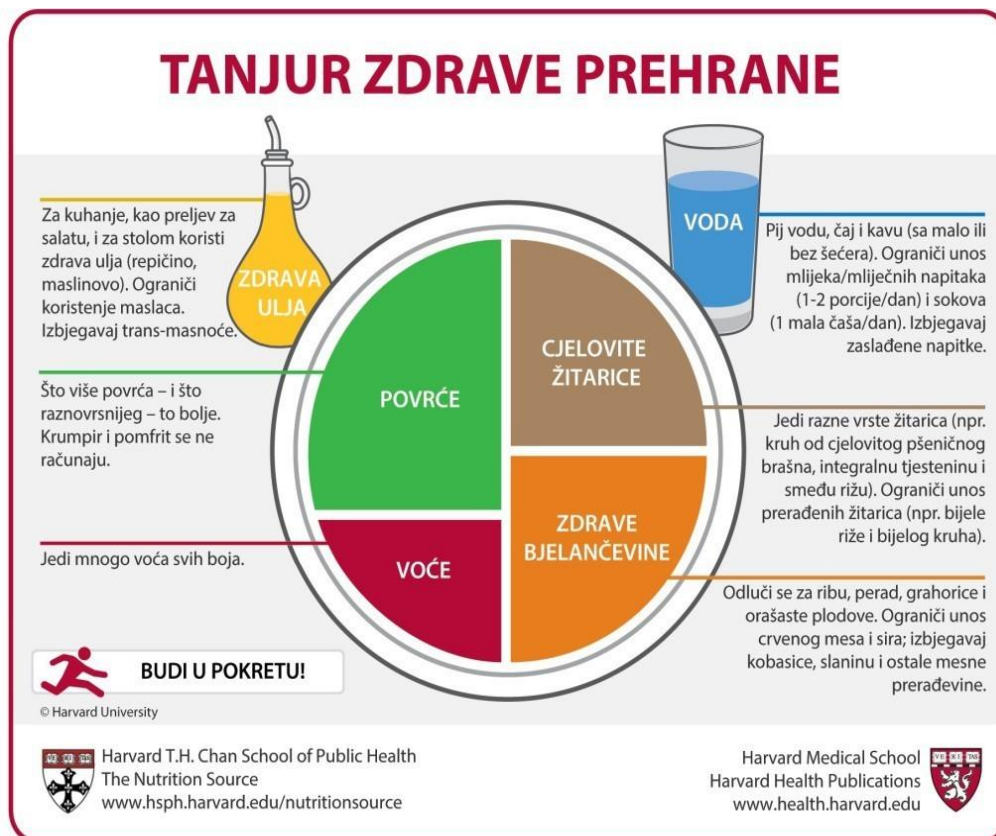 TANJUR ZDRAVE PREHRANE
Za kuhanje, kao preljev za
salatu, i za stolom koristi
zdrava ulja (repičino,
maslinovo). Ograniči
koristenje maslaca.
Izbjegavaj trans-masnoće.
ZDRAVA
ULJA
VODA
Pij vodu, čaj i kavu (sa malo ili
bez šećera). Ograniči unos
mlijeka/mliječnih napitaka
(1-2 porcije/dan) i sokova
(1 mala čaša/dan). Izbjegavaj
zaslađene napitke.
Što više povrća – i što
raznovrsnijeg – to bolje.
Krumpir i pomfrit se ne
računaju.
POVRĆE
CJELOVITE
ŽITARICE
Jedi razne vrste žitarica (npr.
kruh od cjelovitog pšeničnog
brašna, integralnu tjesteninu i
smeđu rižu). Ograniči unos
prerađenih žitarica (npr. bijele
riže i bijelog kruha).
Jedi mnogo voća svih boja.
VOĆE
ZDRAVE
BJELANČEVINE
Odluči se za ribu, perad, grahorice i
orašaste plodove. Ograniči unos
crvenog mesa i sira; izbjegavaj
kobasice, slaninu i ostale mesne
prerađevine.
BUDI U POKRETU!
© Harvard University
Harvard T.H. Chan School of Public Health
The Nutrition Source
www.hsph.harvard.edu/nutritionsource
Harvard Medical School
Harvard Health Publications
www.health.harvard.edu
VE RI TAS